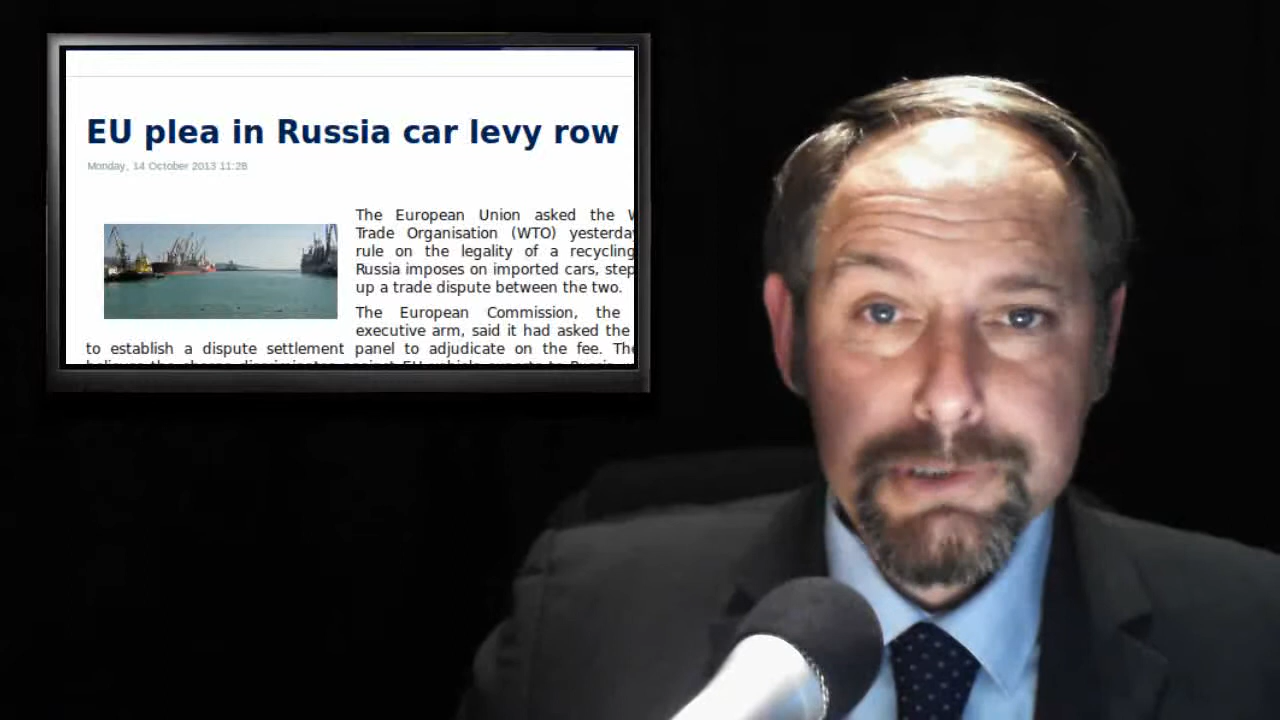 EU plea in Russia car levy row
Monday, 14 October 2013 11:28
The European Union asked the
Trade Organisation (WTO)
rule on the legality of a recycling
Russia imposes on imported cars,
up a trade dispute between the two.
The European Commission, the
executive arm, said it had asked the
to establish a dispute settlement panel to adjudicate on the fee.